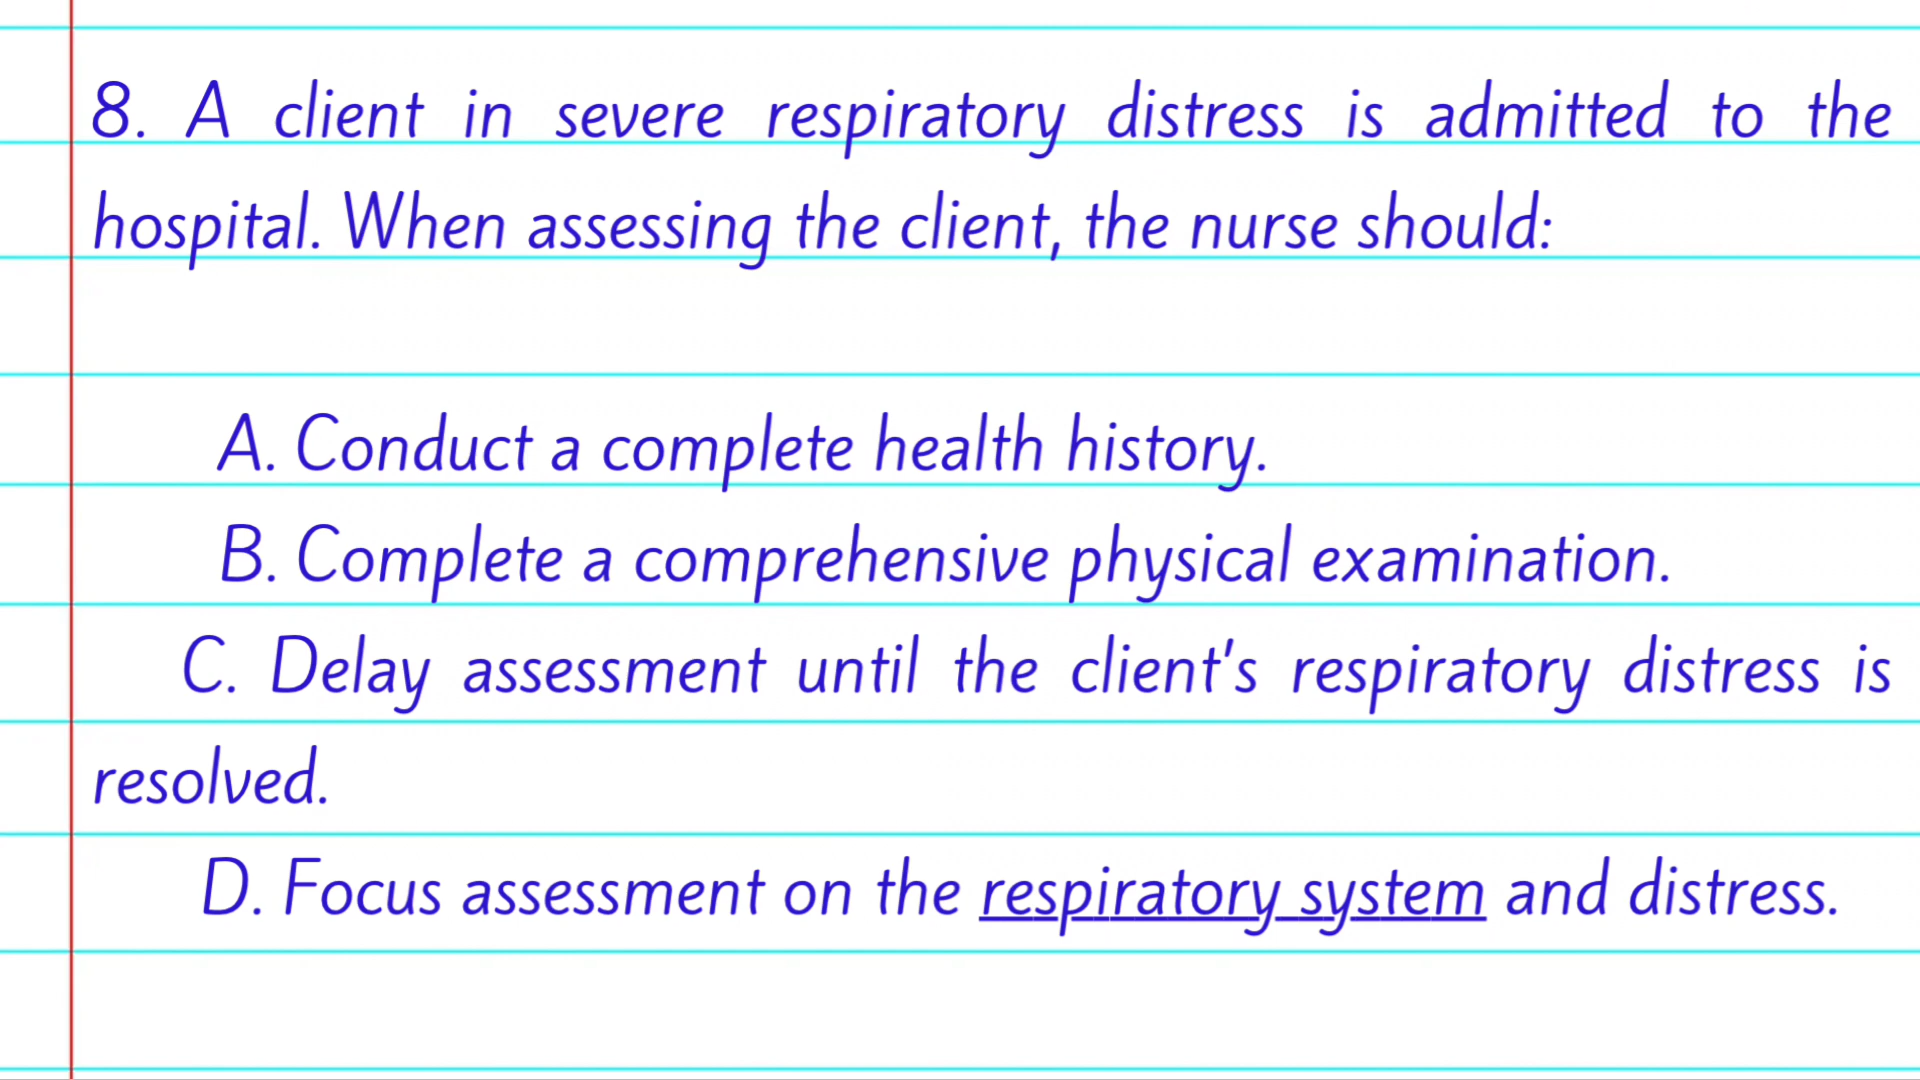 8. A client in severe respiratory distress is admitted to the
hospital. When assessing the client, the nurse should:
A. Conduct a complete health history.
B. Complete a comprehensive physical examination.
C. Delay assessment until the client's respiratory distress is
resolved.
D. Focus assessment on the respiratory system and distress.